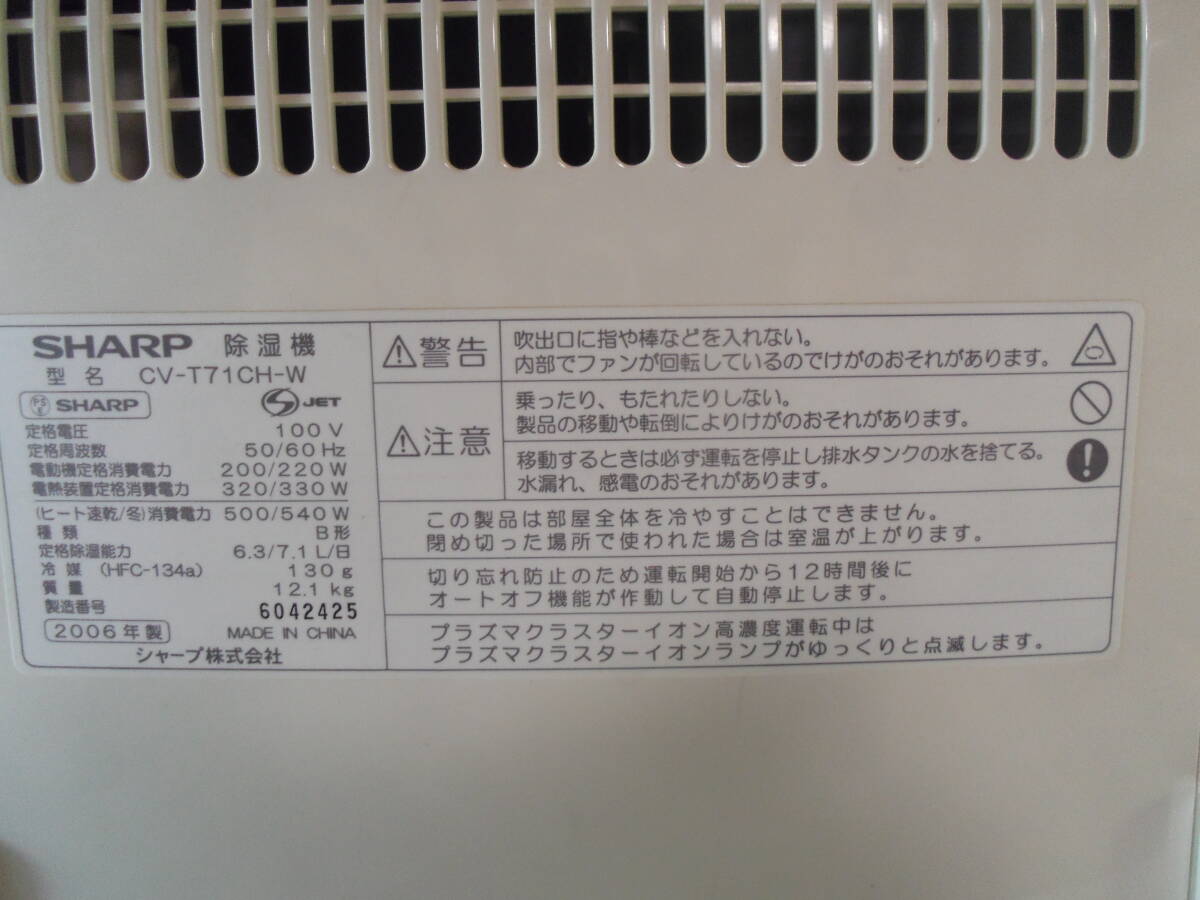 SHARP 除湿機
型名 CV-T71CH-W
PS E SHARP S JET
定格電圧 100 V
定格周波数 50/60 Hz
電動機定格消費電力 200/220 W
電熱装置定格消費電力 320/330 W
(ヒート速乾/冬)消費電力 500/540 W
種類 B形
定格除湿能力 6.3/7.1 L/日
冷媒 (HFC-134a) 130 g
質量 12.1 kg
製造番号 6042425
2006年製 MADE IN CHINA
シャープ株式会社
警告
吹出口に指や棒などを入れない。
内部でファンが回転しているのでけがのおそれがあります。
注意
乗ったり、もたれたりしない。
製品の移動や転倒によりけがのおそれがあります。
移動するときは必ず運転を停止し排水タンクの水を捨てる。
水漏れ、感電のおそれがあります。
この製品は部屋全体を冷やすことはできません。
閉め切った場所で使われた場合は室温が上がります。
切り忘れ防止のため運転開始から12時間後に
オートオフ機能が作動して自動停止します。
プラズマクラスターイオン高濃度運転中は
プラズマクラスターイオンランプがゆっくりと点滅します。